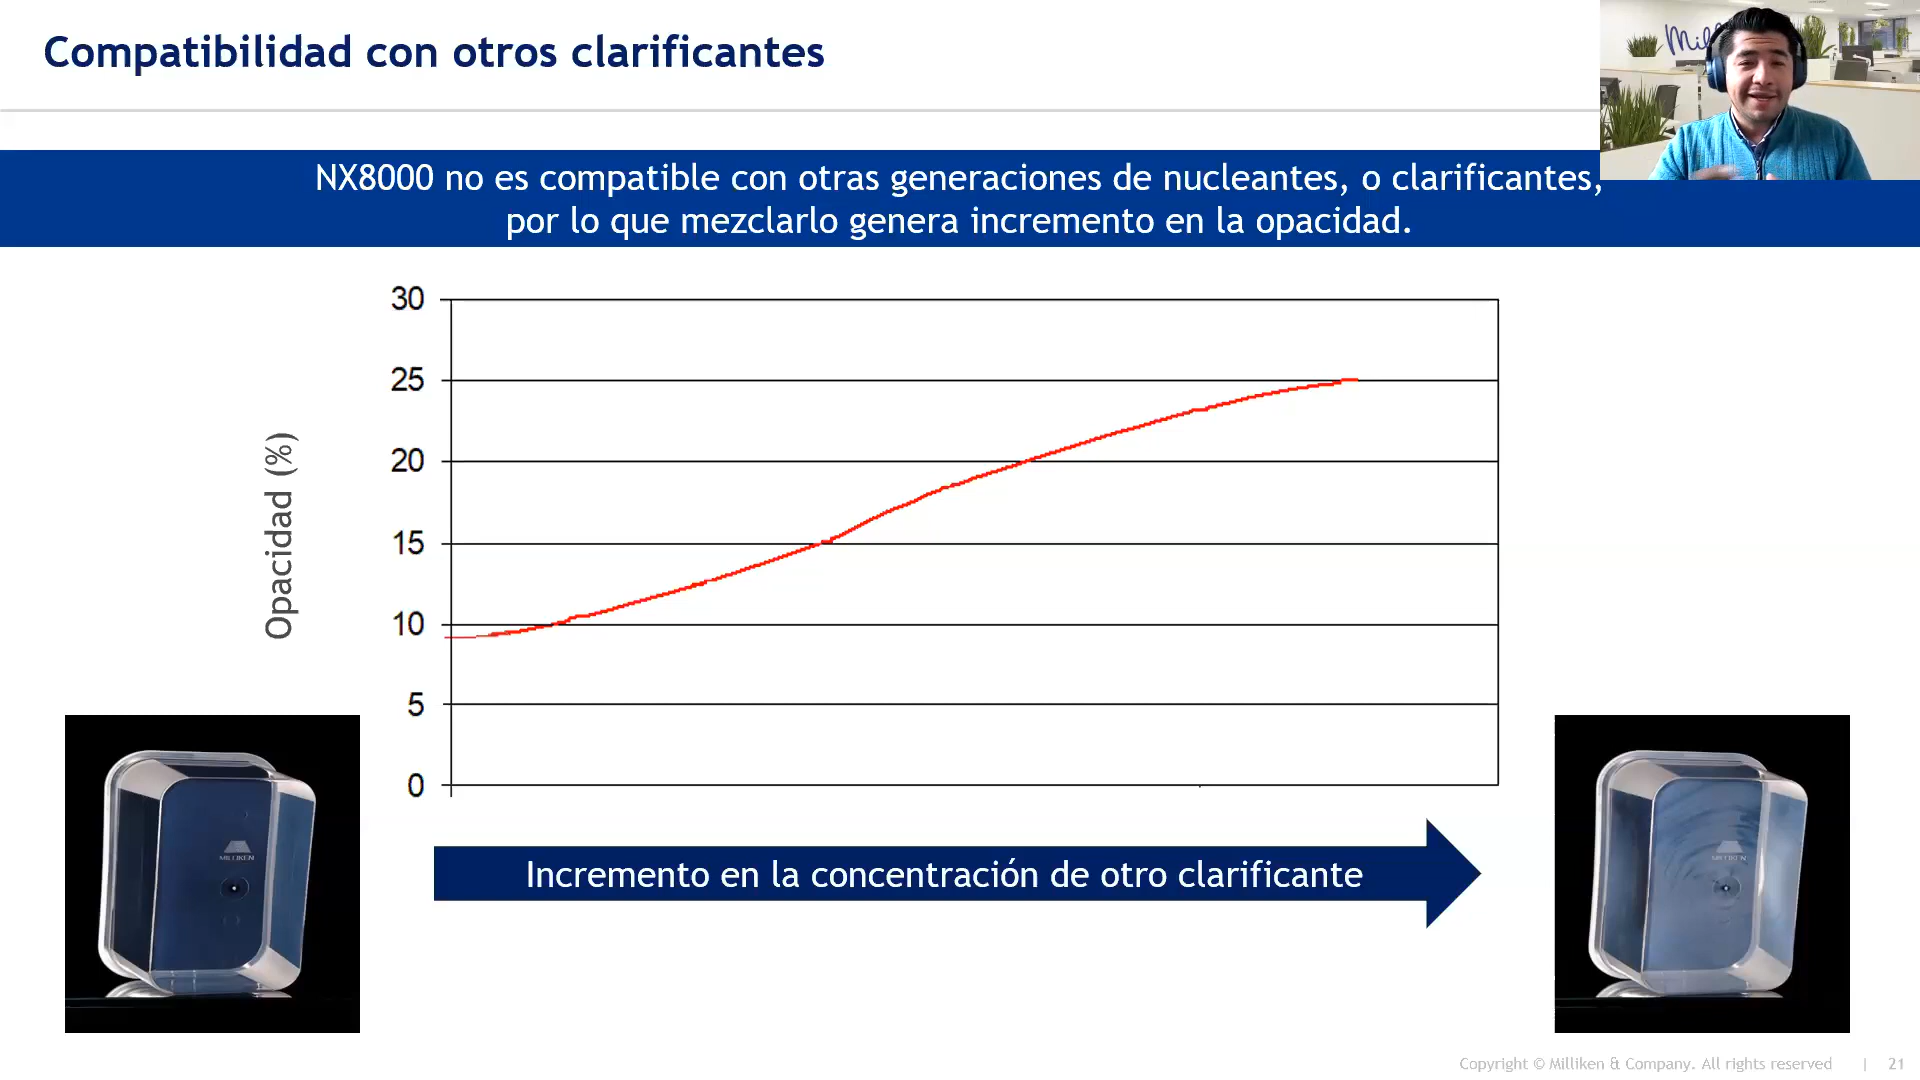 Compatibilidad con otros clarificantes
NX8000 no es compatible con otras generaciones de nucleantes, o clarificantes,
por lo que mezclarlo genera incremento en la opacidad.
30
25
20
15
10
5
0
Opacidad (%)
MILLIKEN
MILLIKEN
Incremento en la concentración de otro clarificante
Copyright © Milliken & Company. All rights reserved | 21